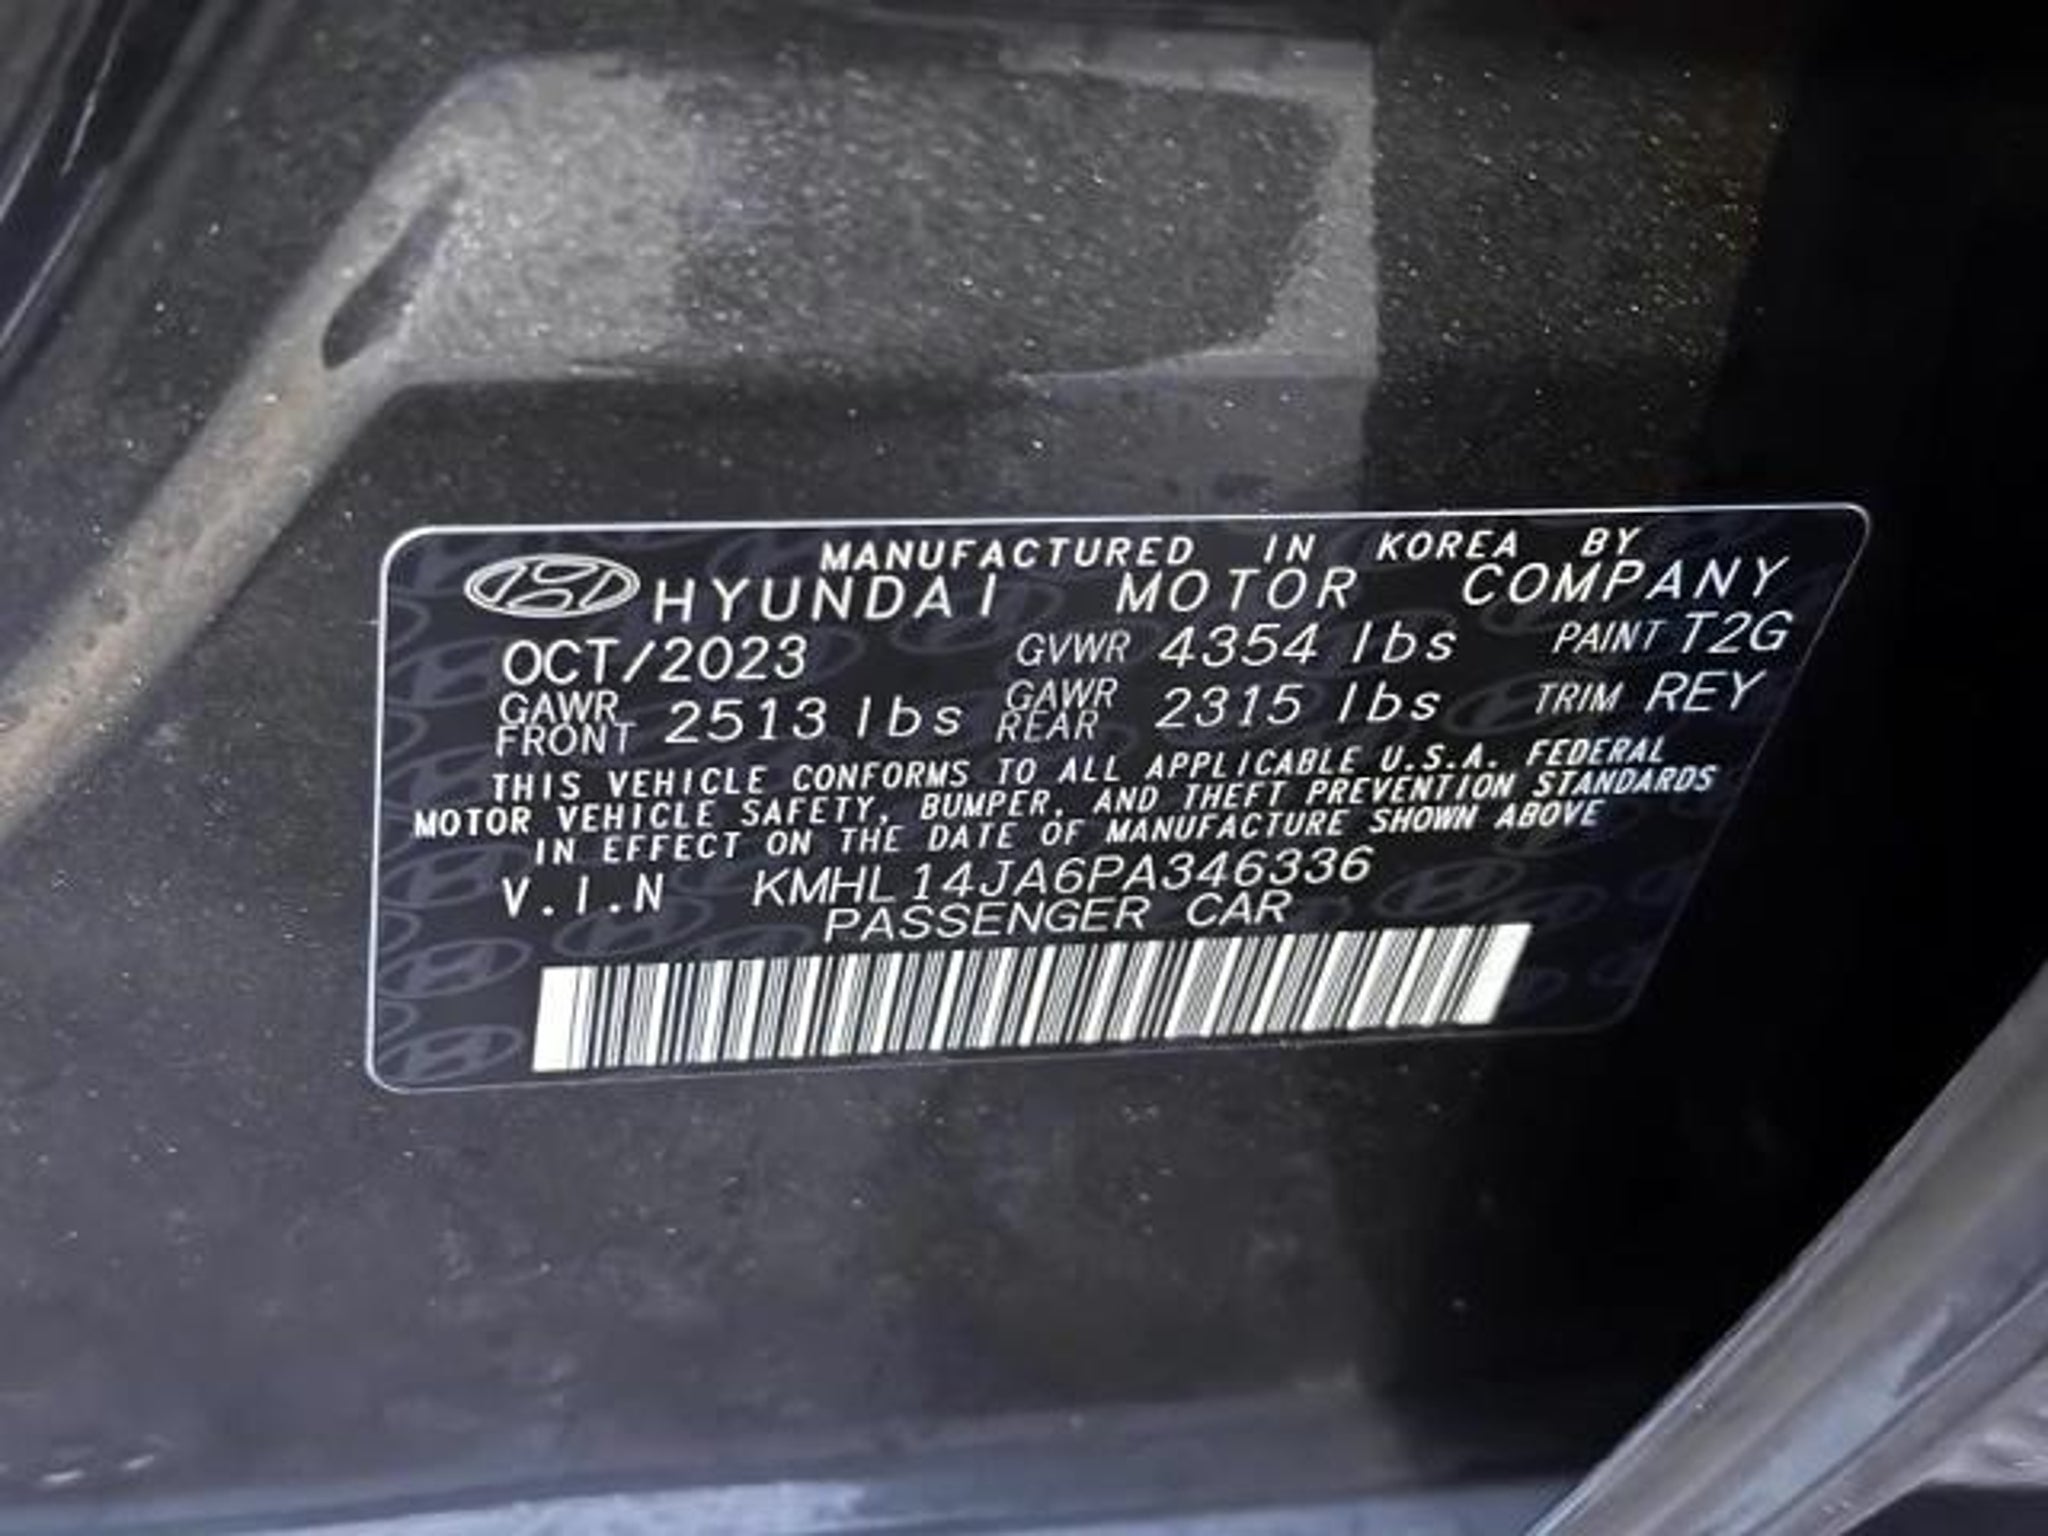 MANUFACTURED IN KOREA BY
HYUNDAI MOTOR COMPANY
OCT/2023 GVWR 4354 lbs PAINT T2G
GAWR FRONT 2513 lbs GAWR REAR 2315 lbs TRIM REY
THIS VEHICLE CONFORMS TO ALL APPLICABLE U.S.A. FEDERAL
MOTOR VEHICLE SAFETY, BUMPER, AND THEFT PREVENTION STANDARDS
IN EFFECT ON THE DATE OF MANUFACTURE SHOWN ABOVE
V.I.N KMHL14JA6PA346336
PASSENGER CAR